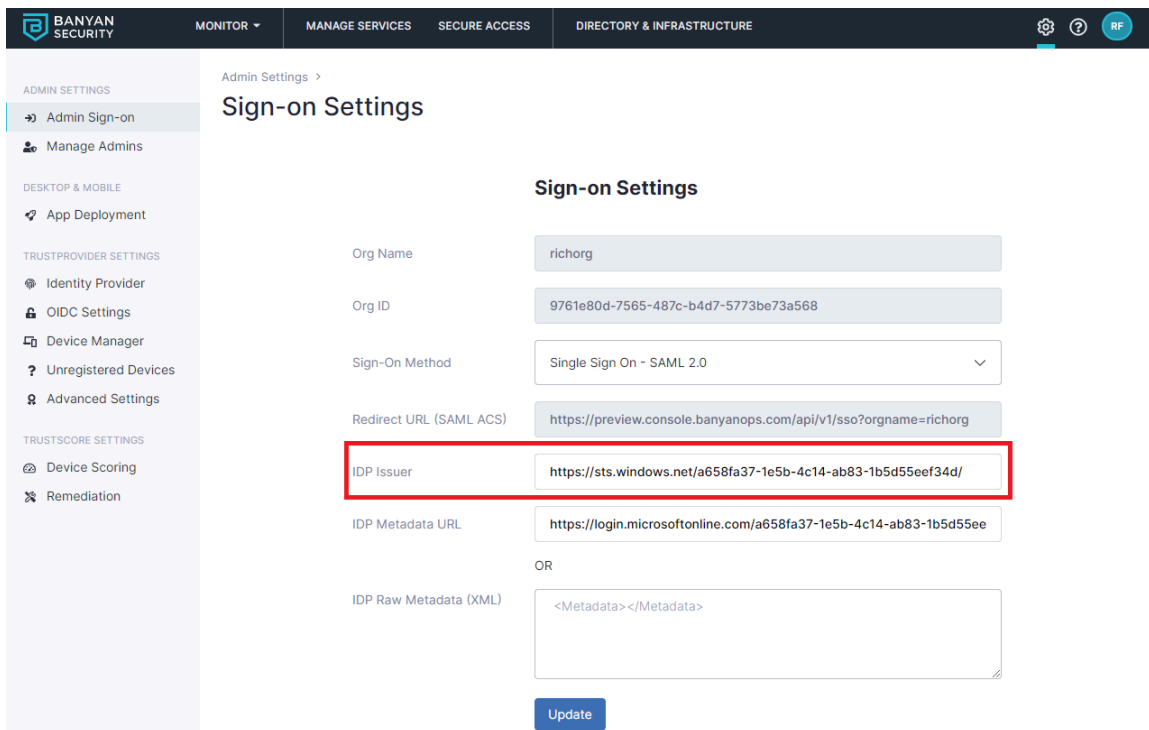 BANYAN
SECURITY
MONITOR
MANAGE SERVICES
SECURE ACCESS
DIRECTORY & INFRASTRUCTURE
RF
ADMIN SETTINGS
Admin Sign-on
Manage Admins
DESKTOP & MOBILE
App Deployment
TRUSTPROVIDER SETTINGS
Identity Provider
OIDC Settings
Device Manager
Unregistered Devices
Advanced Settings
TRUSTSCORE SETTINGS
Device Scoring
Remediation
Admin Settings >
Sign-on Settings
Sign-on Settings
Org Name
richorg
Org ID
9761e80d-7565-487c-b4d7-5773be73a568
Sign-On Method
Single Sign On - SAML 2.0
Redirect URL (SAML ACS)
https://preview.console.banyanops.com/api/v1/sso?orgname=richorg
IDP Issuer
https://sts.windows.net/a658fa37-1e5b-4c14-ab83-1b5d55eef34d/
IDP Metadata URL
https://login.microsoftonline.com/a658fa37-1e5b-4c14-ab83-1b5d55ee
OR
IDP Raw Metadata (XML)
<Metadata></Metadata>
Update